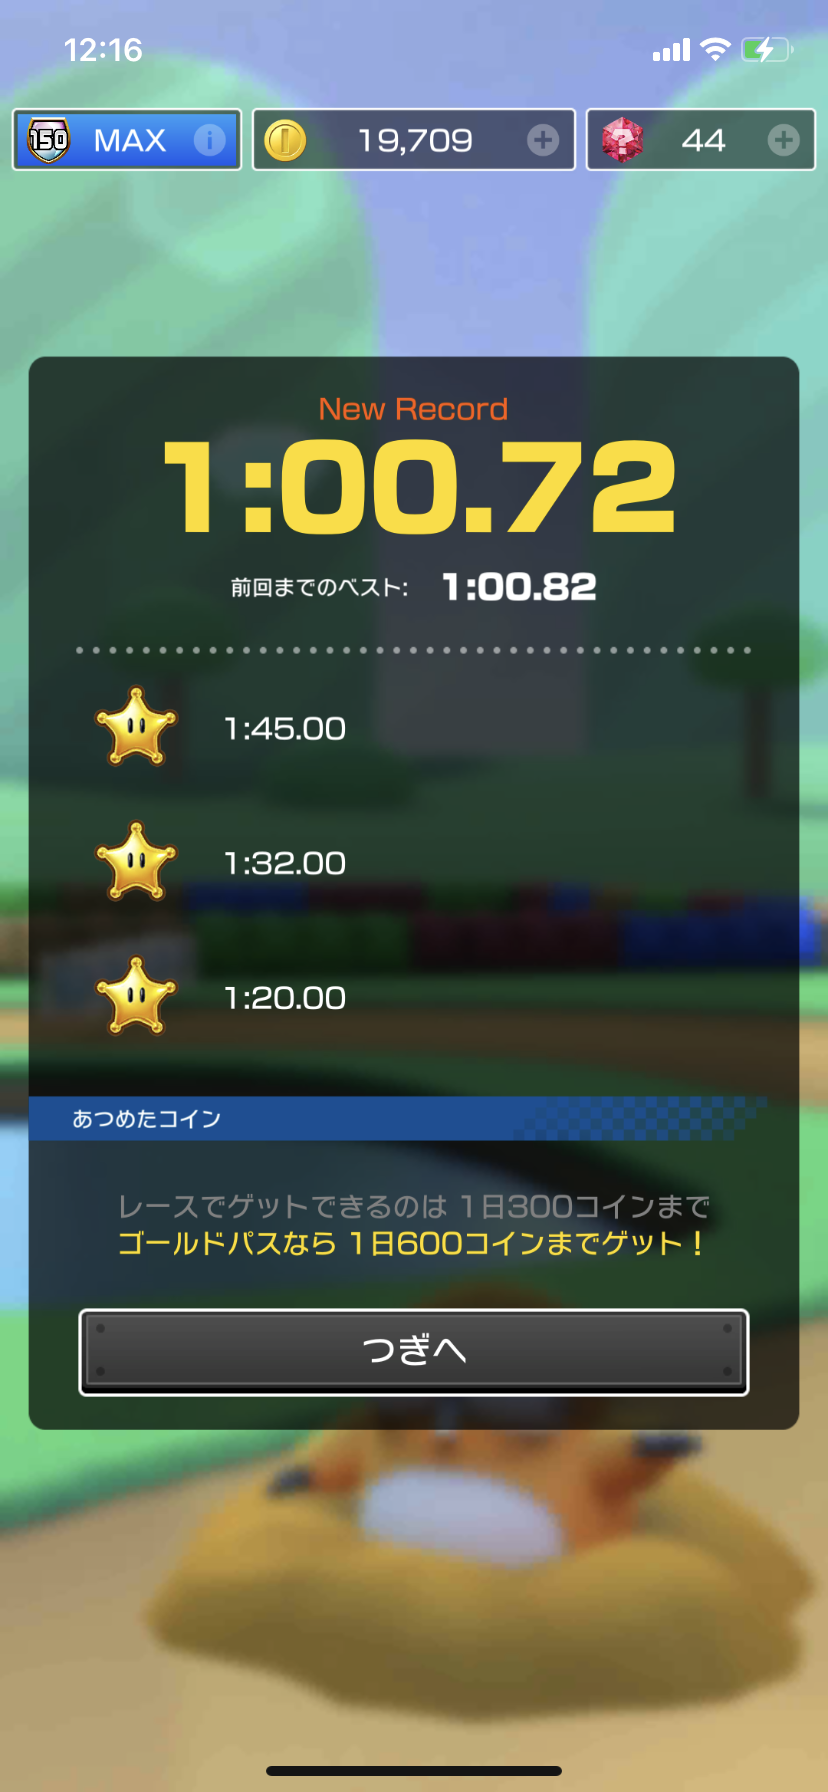 12:16
150 MAX i 19,709 + ? 44 +
New Record
1:00.72
前回までのベスト: 1:00.82
1:45.00
1:32.00
1:20.00
あつめたコイン
レースでゲットできるのは 1日300コインまで
ゴールドパスなら 1日600コインまでゲット！
つぎへ